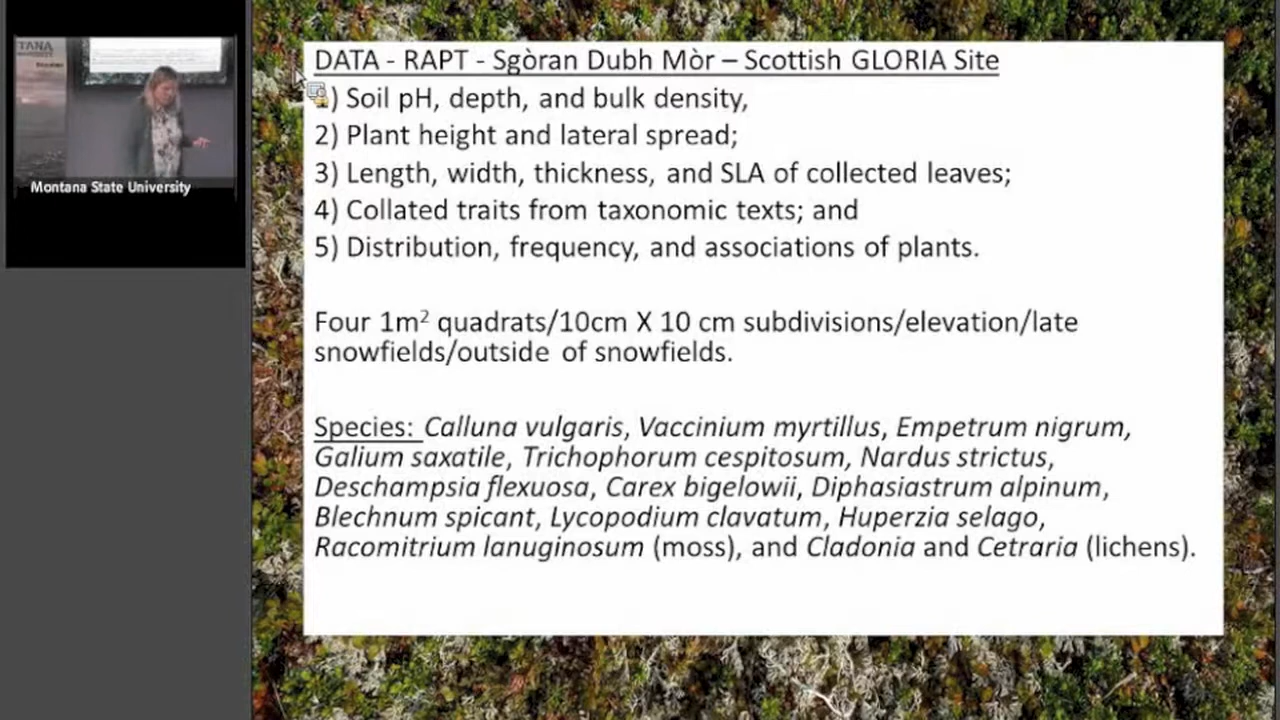 TANA
Montana State University
DATA - RAPT - Sgòran Dubh Mòr – Scottish GLORIA Site
) Soil pH, depth, and bulk density,
2) Plant height and lateral spread;
3) Length, width, thickness, and SLA of collected leaves;
4) Collated traits from taxonomic texts; and
5) Distribution, frequency, and associations of plants.
Four 1m² quadrats/10cm X 10 cm subdivisions/elevation/late
snowfields/outside of snowfields.
Species: Calluna vulgaris, Vaccinium myrtillus, Empetrum nigrum,
Galium saxatile, Trichophorum cespitosum, Nardus strictus,
Deschampsia flexuosa, Carex bigelowii, Diphasiastrum alpinum,
Blechnum spicant, Lycopodium clavatum, Huperzia selago,
Racomitrium lanuginosum (moss), and Cladonia and Cetraria (lichens).